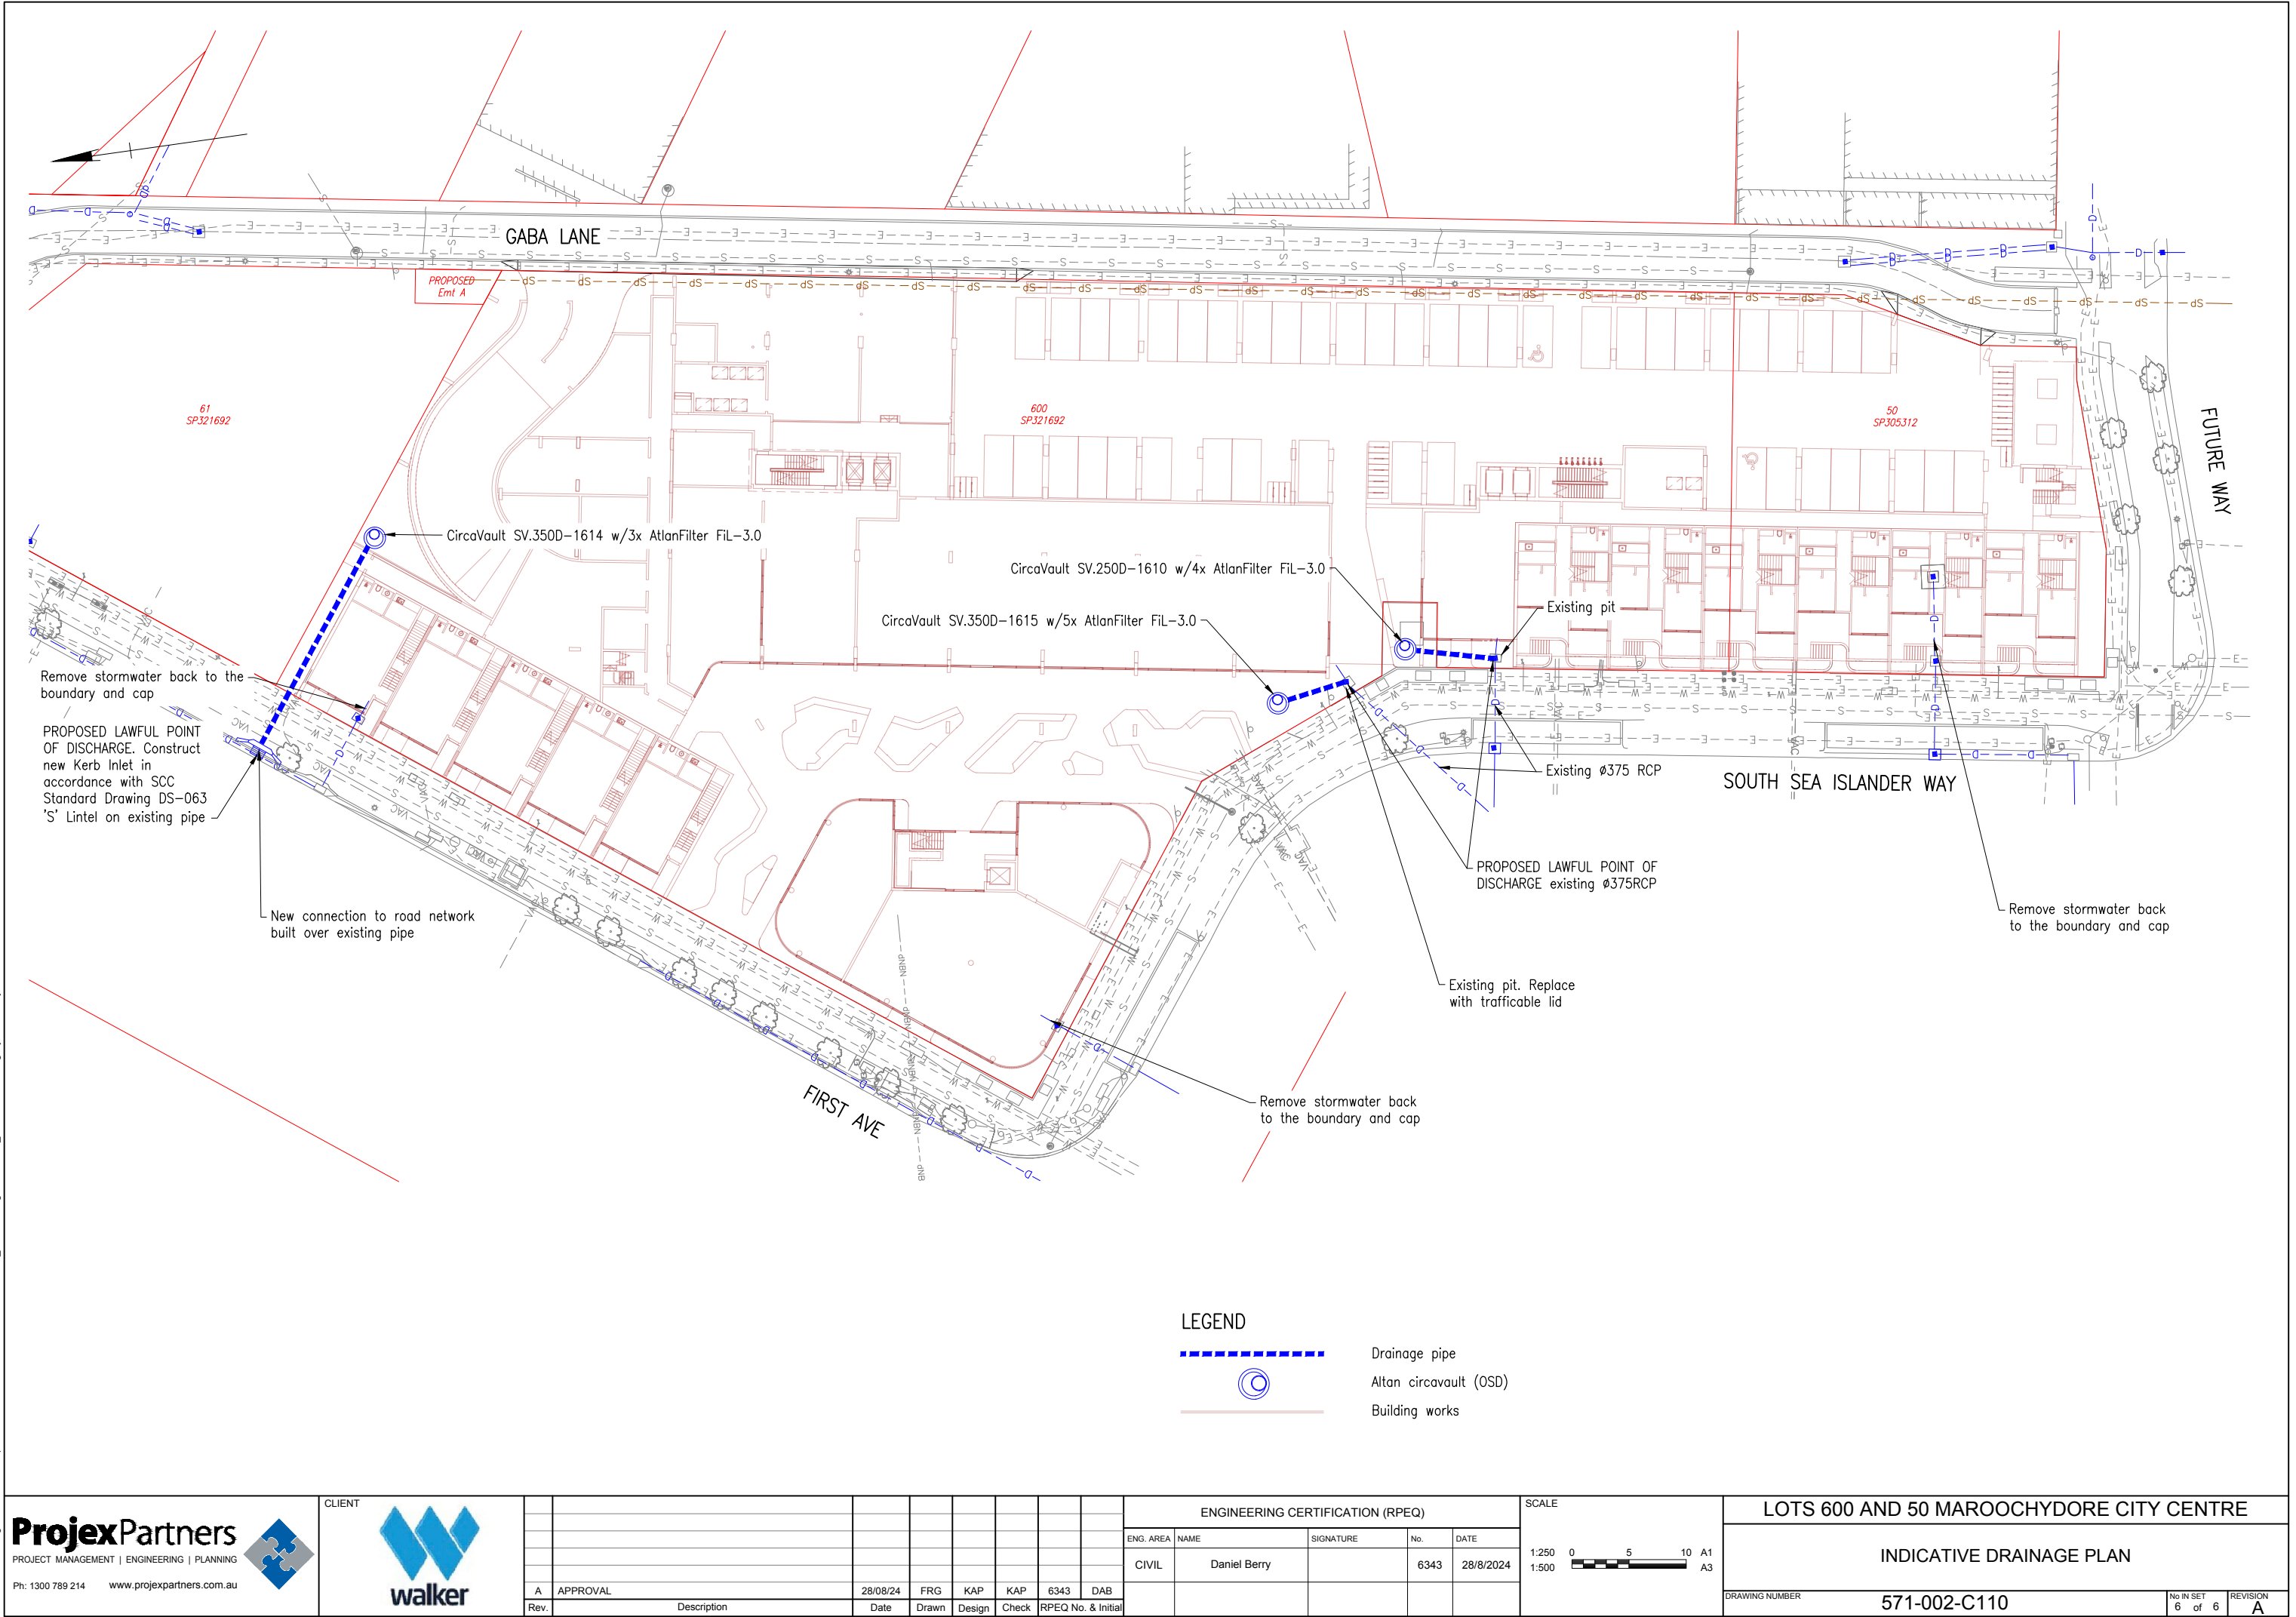 GABA LANE
PROPOSED
Emt A
61
SP321692
600
SP321692
50
SP305312
FUTURE WAY
CircaVault SV.350D-1614 w/3x AtlanFilter FiL-3.0
CircaVault SV.250D-1610 w/4x AtlanFilter FiL-3.0
CircaVault SV.350D-1615 w/5x AtlanFilter FiL-3.0
Existing pit
Remove stormwater back to the
boundary and cap
PROPOSED LAWFUL POINT
OF DISCHARGE. Construct
new Kerb Inlet in
accordance with SCC
Standard Drawing DS-063
'S' Lintel on existing pipe
Existing ø375 RCP
SOUTH SEA ISLANDER WAY
PROPOSED LAWFUL POINT OF
DISCHARGE existing ø375RCP
New connection to road network
built over existing pipe
Remove stormwater back
to the boundary and cap
Existing pit. Replace
with trafficable lid
FIRST AVE
Remove stormwater back
to the boundary and cap
LEGEND
Drainage pipe
Altan circavault (OSD)
Building works
ProjexPartners
PROJECT MANAGEMENT | ENGINEERING | PLANNING
Ph: 1300 789 214 www.projexpartners.com.au
CLIENT
walker
A APPROVAL 28/08/24 FRG KAP KAP 6343 DAB
Rev. Description Date Drawn Design Check RPEQ No. & Initial
ENGINEERING CERTIFICATION (RPEQ)
ENG. AREA NAME SIGNATURE No. DATE
CIVIL Daniel Berry 6343 28/8/2024
SCALE
1:250 0 5 10 A1
1:500 A3
LOTS 600 AND 50 MAROOCHYDORE CITY CENTRE
INDICATIVE DRAINAGE PLAN
DRAWING NUMBER
571-002-C110
No IN SET
6 of 6
REVISION
A